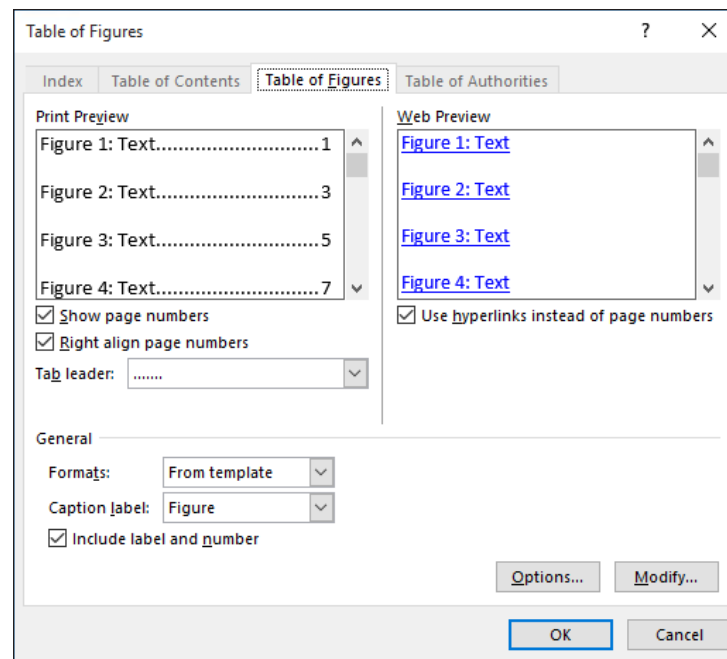 Table of Figures ?
Index Table of Contents Table of Figures Table of Authorities
Print Preview
Figure 1: Text..............................1
Figure 2: Text..............................3
Figure 3: Text..............................5
Figure 4: Text..............................7
Show page numbers
Right align page numbers
Tab leader: .......
Web Preview
Figure 1: Text
Figure 2: Text
Figure 3: Text
Figure 4: Text
Use hyperlinks instead of page numbers
General
Formats: From template
Caption label: Figure
Include label and number
Options... Modify...
OK Cancel